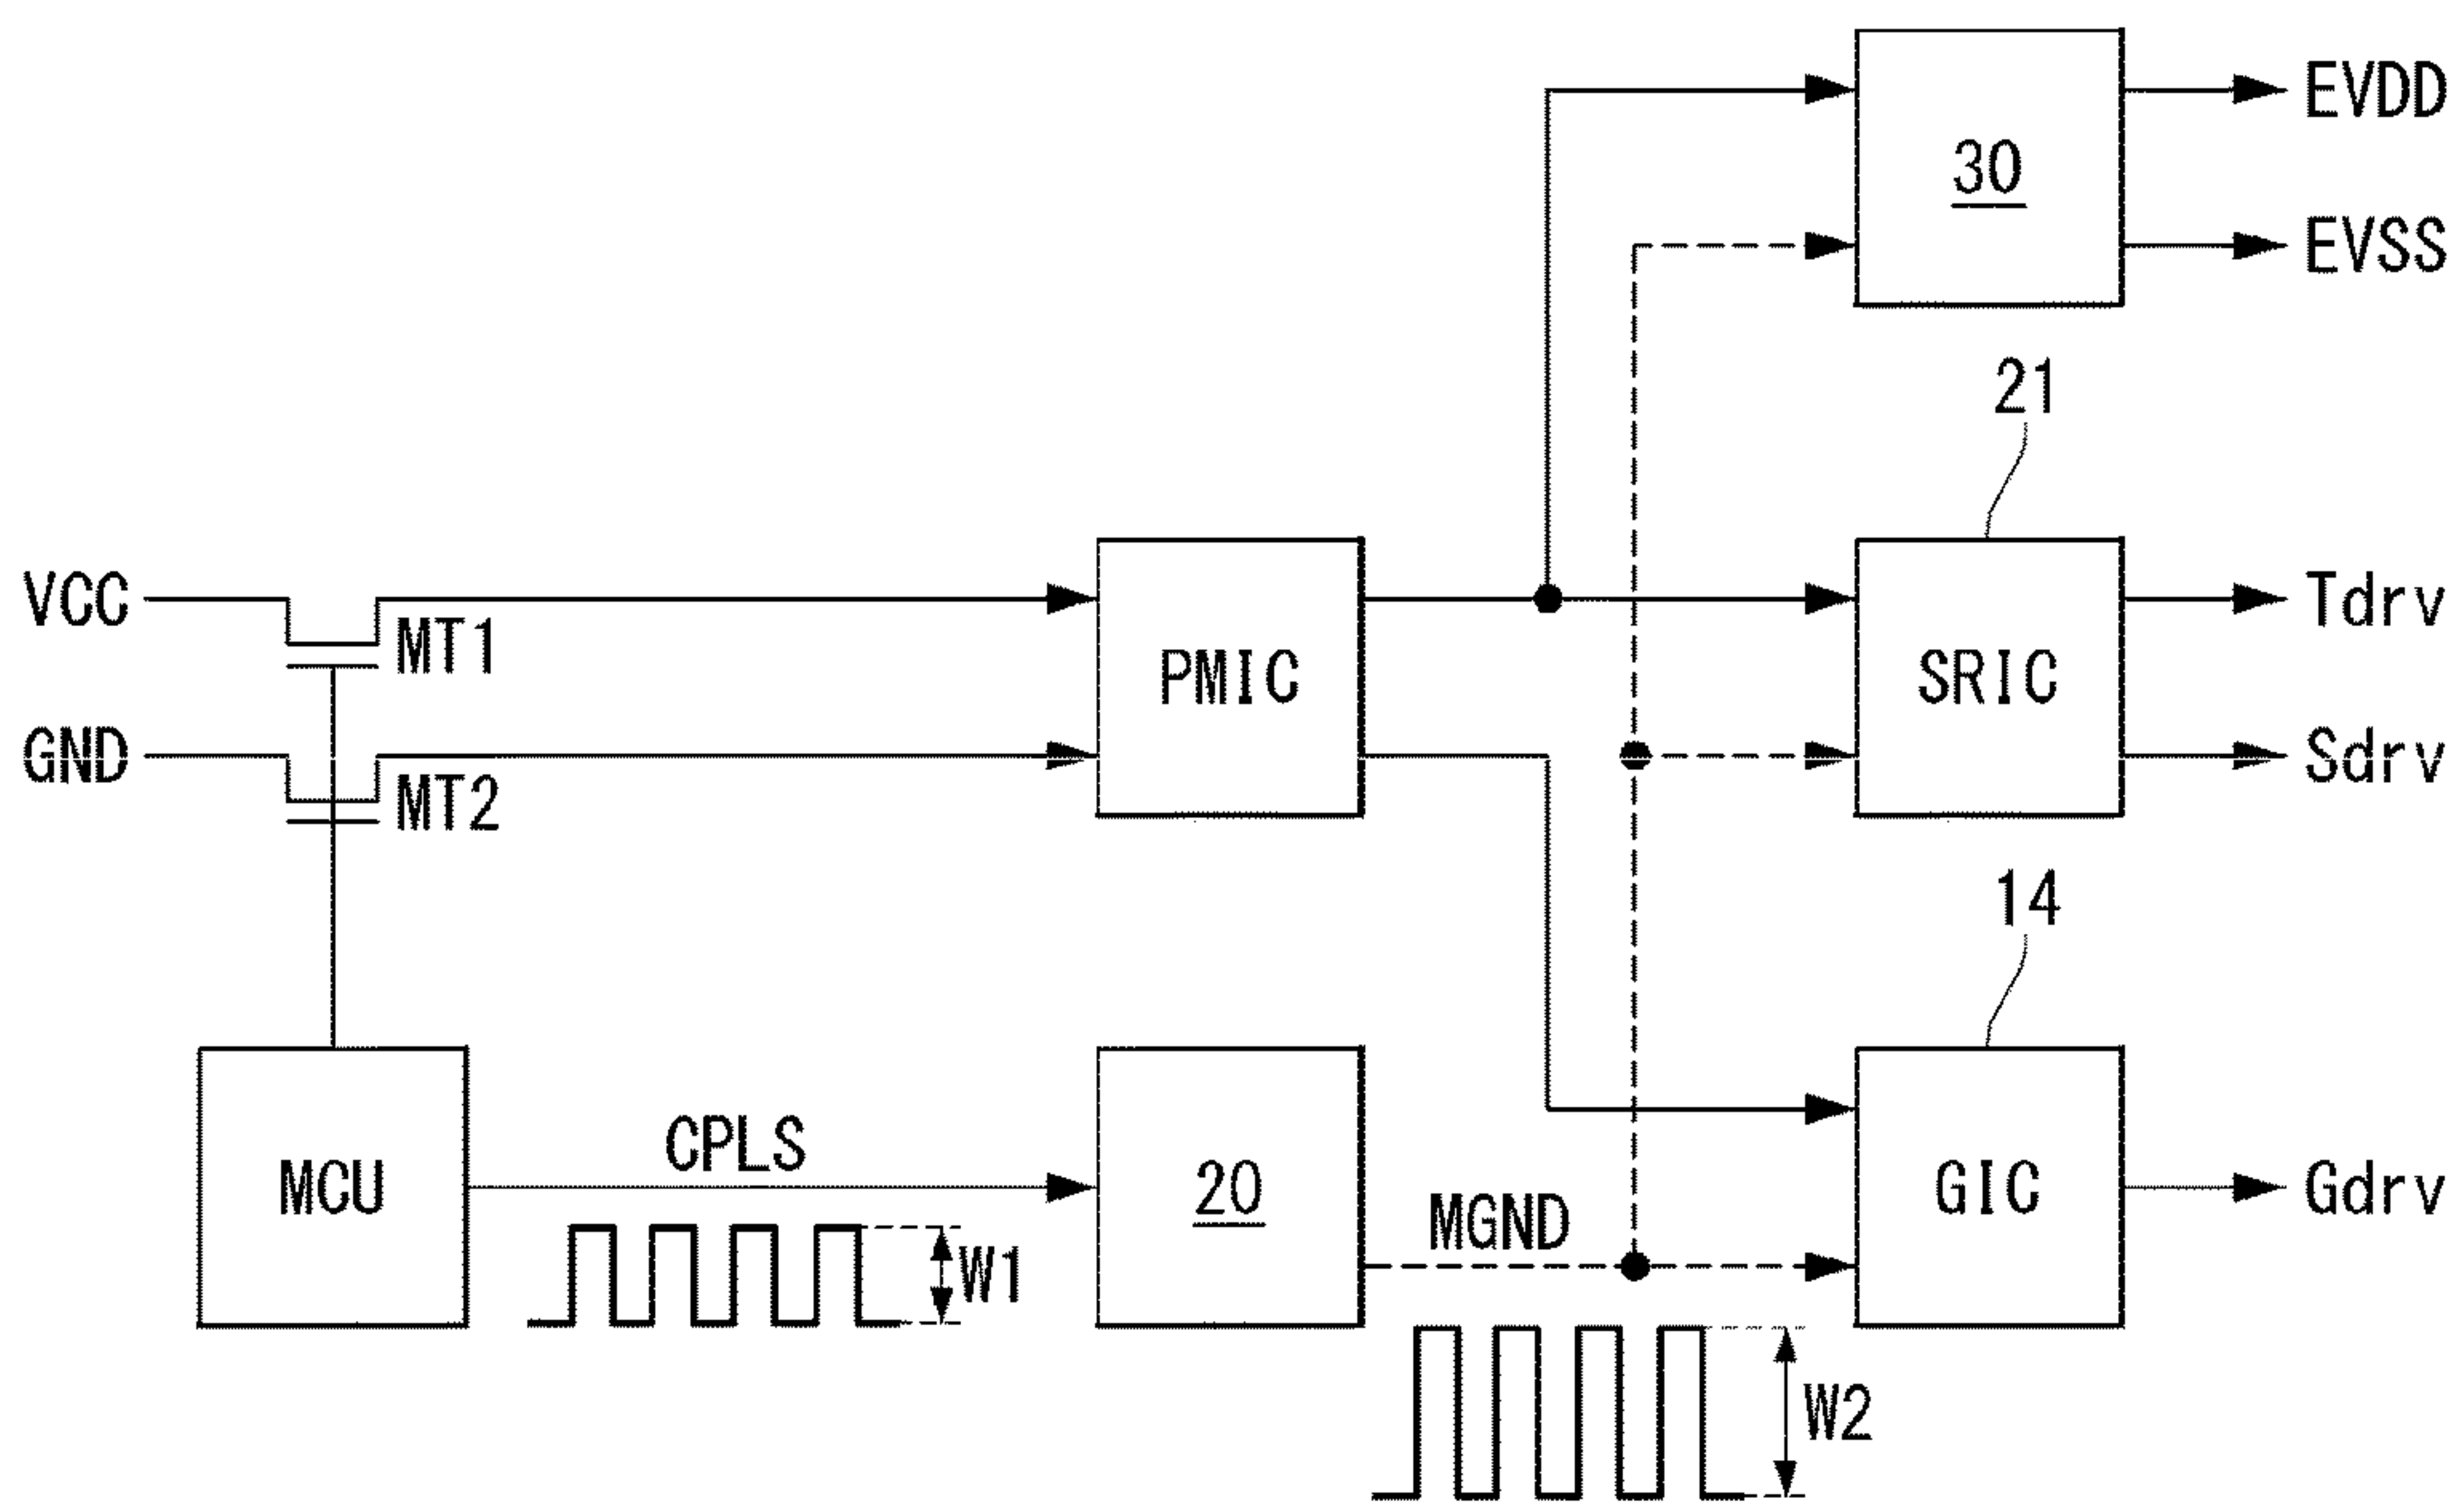 EVDD
30
EVSS
21
VCC
MT1
PMIC
SRIC
Tdrv
GND
MT2
Sdrv
14
CPLS
MCU
20
MGND
GIC
Gdrv
W1
W2